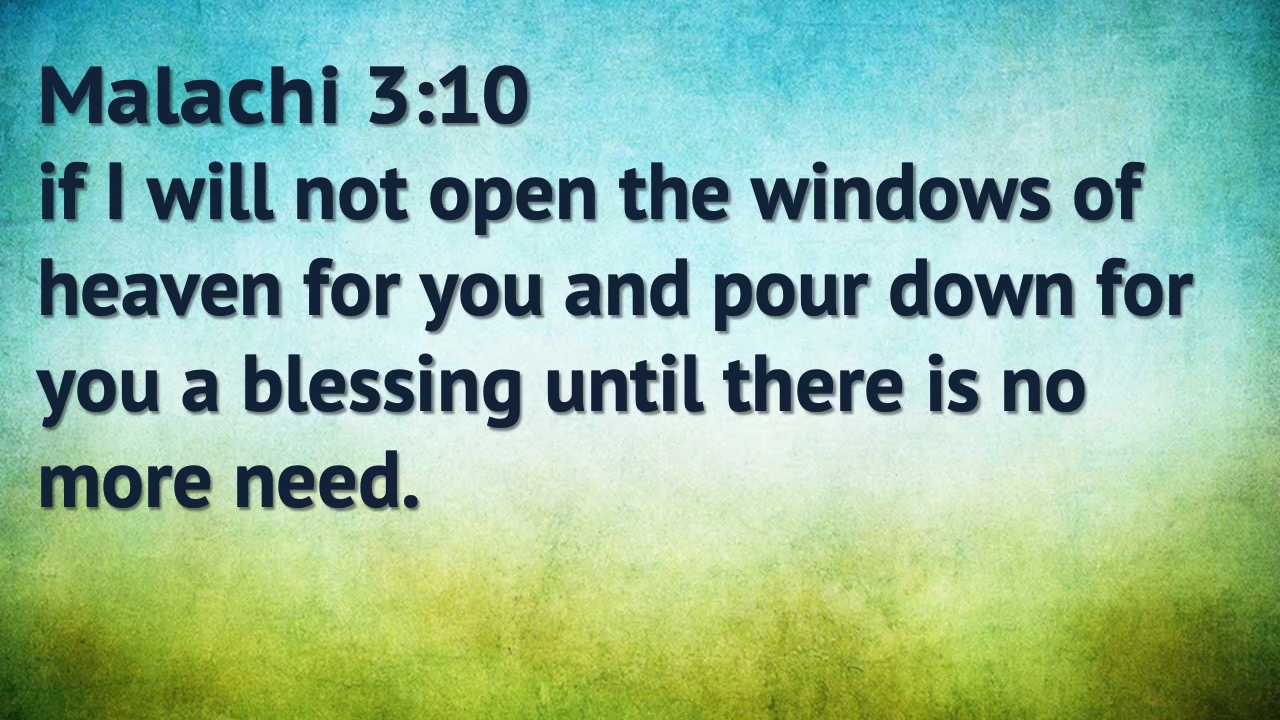 Malachi 3:10
if I will not open the windows of
heaven for you and pour down for
you a blessing until there is no
more need.